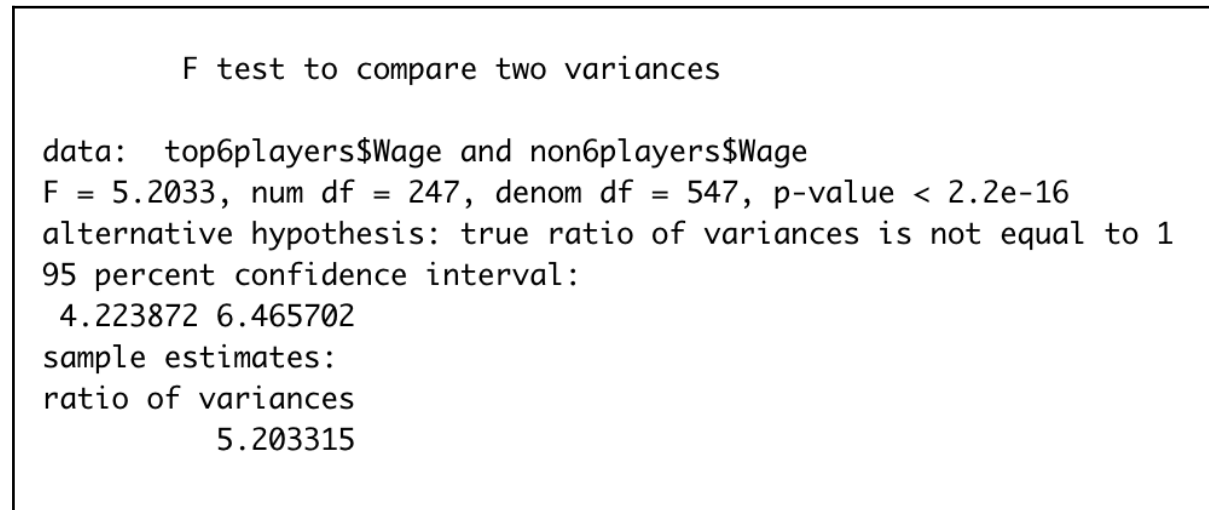 F test to compare two variances
data:  top6players$Wage and non6players$Wage
F = 5.2033, num df = 247, denom df = 547, p-value < 2.2e-16
alternative hypothesis: true ratio of variances is not equal to 1
95 percent confidence interval:
4.223872 6.465702
sample estimates:
ratio of variances
5.203315